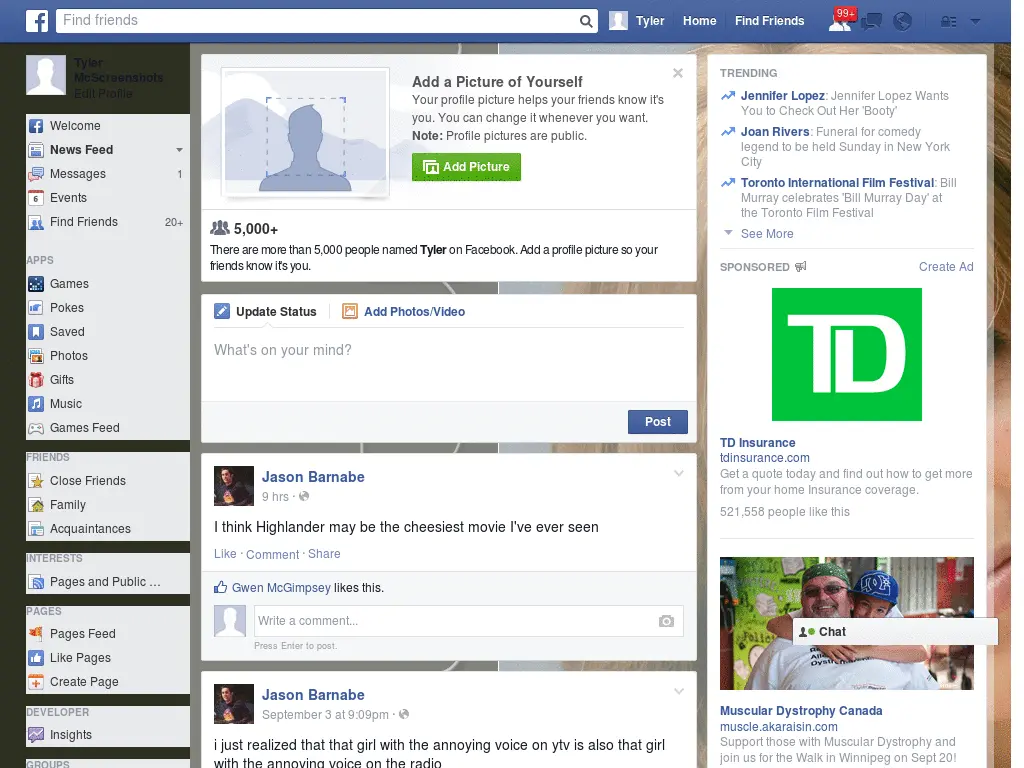 Find friends
Tyler
Home
Find Friends
99+
Tyler
McScreenshots
Edit Profile
Welcome
News Feed
Messages 1
Events
Find Friends 20+
APPS
Games
Pokes
Saved
Photos
Gifts
Music
Games Feed
FRIENDS
Close Friends
Family
Acquaintances
INTERESTS
Pages and Public ...
PAGES
Pages Feed
Like Pages
Create Page
DEVELOPER
Insights
GROUPS
Add a Picture of Yourself
Your profile picture helps your friends know it's
you. You can change it whenever you want.
Note: Profile pictures are public.
Add Picture
5,000+
There are more than 5,000 people named Tyler on Facebook. Add a profile picture so your
friends know it's you.
Update Status
Add Photos/Video
What's on your mind?
Post
Jason Barnabe
9 hrs ·
I think Highlander may be the cheesiest movie I've ever seen
Like · Comment · Share
Gwen McGimpsey likes this.
Write a comment...
Press Enter to post.
Jason Barnabe
September 3 at 9:09pm ·
i just realized that that girl with the annoying voice on ytv is also that girl
with the annoying voice on the radio
TRENDING
Jennifer Lopez: Jennifer Lopez Wants
You to Check Out Her 'Booty'
Joan Rivers: Funeral for comedy
legend to be held Sunday in New York
City
Toronto International Film Festival: Bill
Murray celebrates 'Bill Murray Day' at
the Toronto Film Festival
See More
SPONSORED
Create Ad
TD
TD Insurance
tdinsurance.com
Get a quote today and find out how to get more
from your home Insurance coverage.
521,558 people like this
Chat
Muscular Dystrophy Canada
muscle.akaraisin.com
Support those with Muscular Dystrophy and
join us for the Walk in Winnipeg on Sept 20!